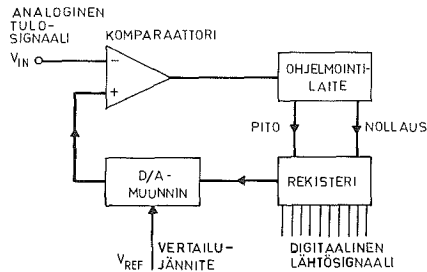 ANALOGINEN
TULO-
SIGNAALI
KOMPARAATTORI
V_IN
−
+
OHJELMOINTI-
LAITE
PITO
NOLLAUS
D/A-
MUUNNIN
REKISTERI
V_REF
VERTAILU-
JÄNNITE
DIGITAALINEN
LÄHTÖSIGNAALI